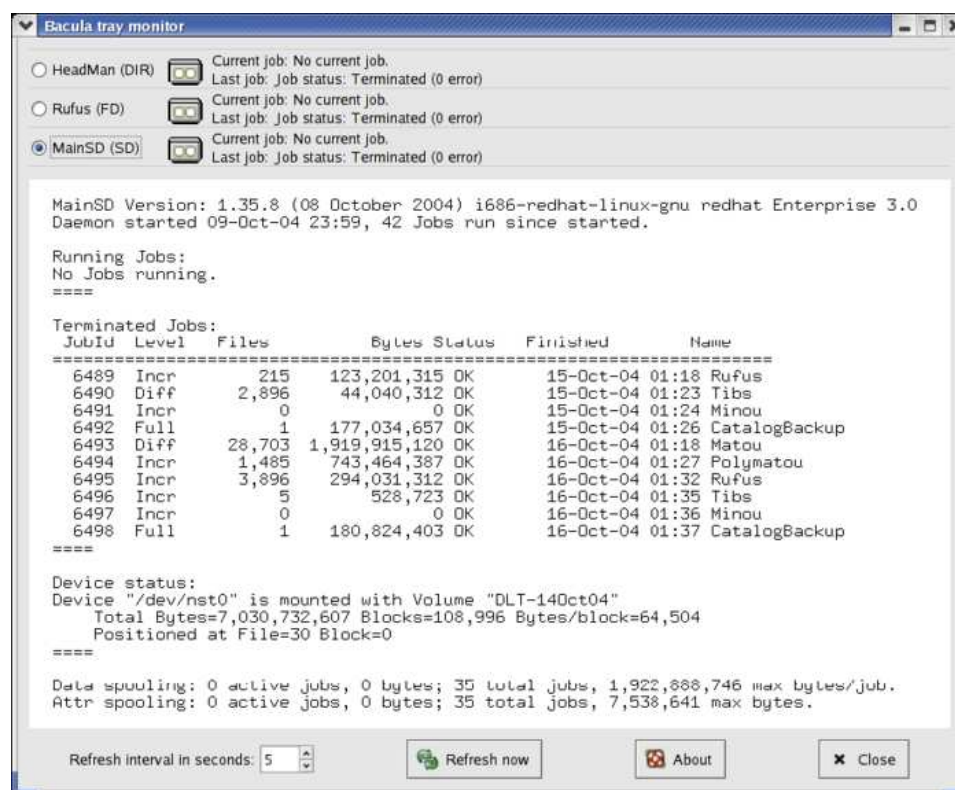 Bacula tray monitor
HeadMan (DIR) Current job: No current job.
Last job: Job status: Terminated (0 error)
Rufus (FD) Current job: No current job.
Last job: Job status: Terminated (0 error)
MainSD (SD) Current job: No current job.
Last job: Job status: Terminated (0 error)
MainSD Version: 1.35.8 (08 October 2004) i686-redhat-linux-gnu redhat Enterprise 3.0
Daemon started 09-Oct-04 23:59, 42 Jobs run since started.
Running Jobs:
No Jobs running.
====
Terminated Jobs:
JobId Level Files Bytes Status Finished Name
======================================================================
6489 Incr 215 123,201,315 OK 15-Oct-04 01:18 Rufus
6490 Diff 2,896 44,040,312 OK 15-Oct-04 01:23 Tibs
6491 Incr 0 0 OK 15-Oct-04 01:24 Minou
6492 Full 1 177,034,657 OK 15-Oct-04 01:26 CatalogBackup
6493 Diff 28,703 1,919,915,120 OK 16-Oct-04 01:18 Matou
6494 Incr 1,485 743,464,387 OK 16-Oct-04 01:27 Polymatou
6495 Incr 3,896 294,031,312 OK 16-Oct-04 01:32 Rufus
6496 Incr 5 528,723 OK 16-Oct-04 01:35 Tibs
6497 Incr 0 0 OK 16-Oct-04 01:36 Minou
6498 Full 1 180,824,403 OK 16-Oct-04 01:37 CatalogBackup
====
Device status:
Device "/dev/nst0" is mounted with Volume "DLT-14Oct04"
Total Bytes=7,030,732,607 Blocks=108,996 Bytes/block=64,504
Positioned at File=30 Block=0
====
Data spooling: 0 active jobs, 0 bytes; 35 total jobs, 1,922,888,746 max bytes/job.
Attr spooling: 0 active jobs, 0 bytes; 35 total jobs, 7,538,641 max bytes.
Refresh interval in seconds: 5 Refresh now About Close